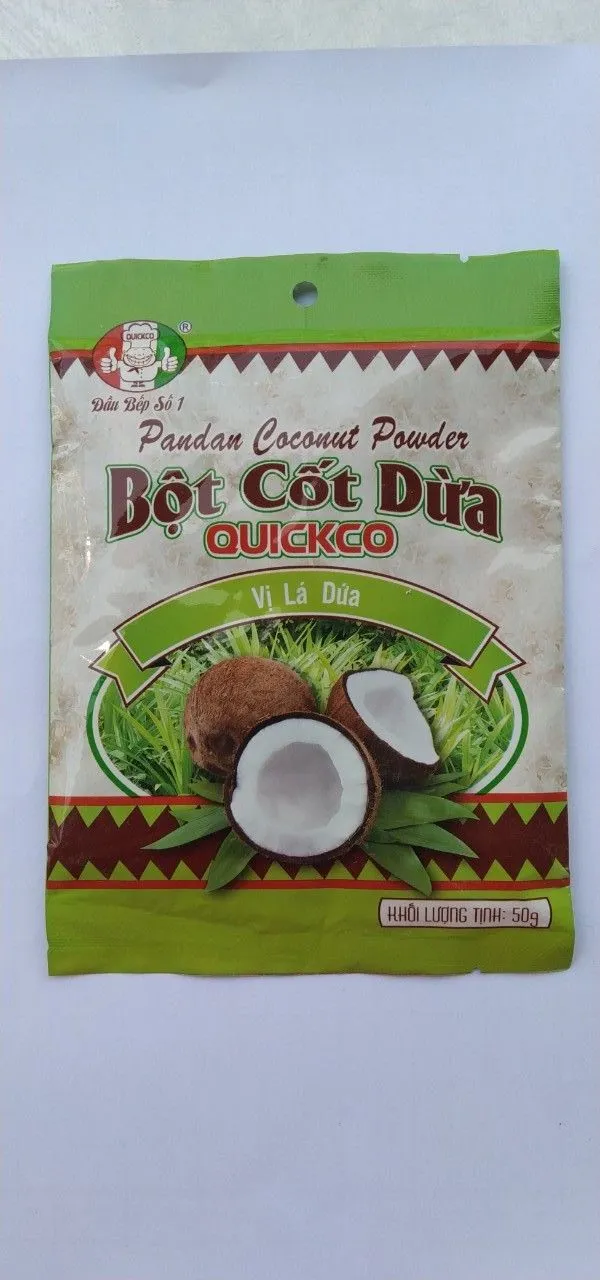 QUICKCO
®
Đầu Bếp Số 1
Pandan Coconut Powder
Bột Cốt Dừa
QUICKCO
Vị Lá Dứa
KHỐI LƯỢNG TỊNH: 50g